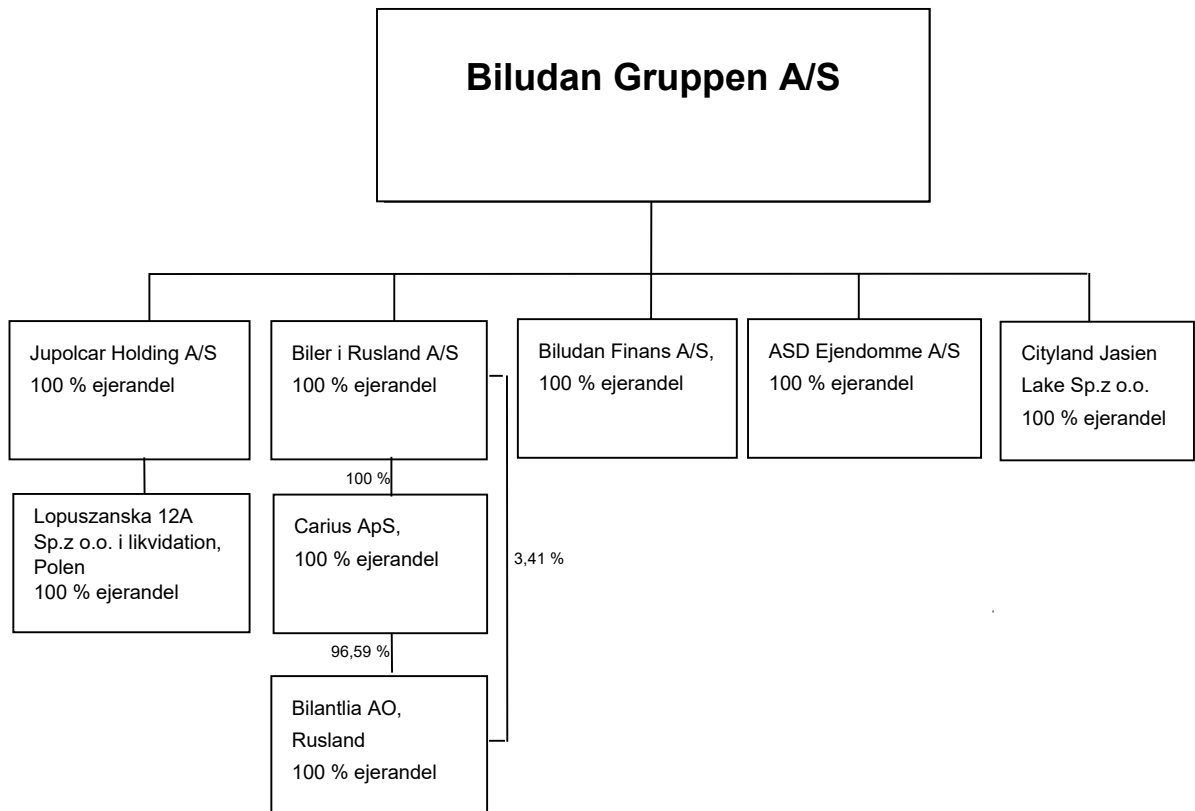 Biludan Gruppen A/S
Jupolcar Holding A/S
100 % ejerandel
Biler i Rusland A/S
100 % ejerandel
Biludan Finans A/S,
100 % ejerandel
ASD Ejendomme A/S
100 % ejerandel
Cityland Jasien
Lake Sp.z o.o.
100 % ejerandel
100 %
Lopuszanska 12A
Sp.z o.o. i likvidation,
Polen
100 % ejerandel
Carius ApS,
100 % ejerandel
3,41 %
96,59 %
Bilantlia AO,
Rusland
100 % ejerandel